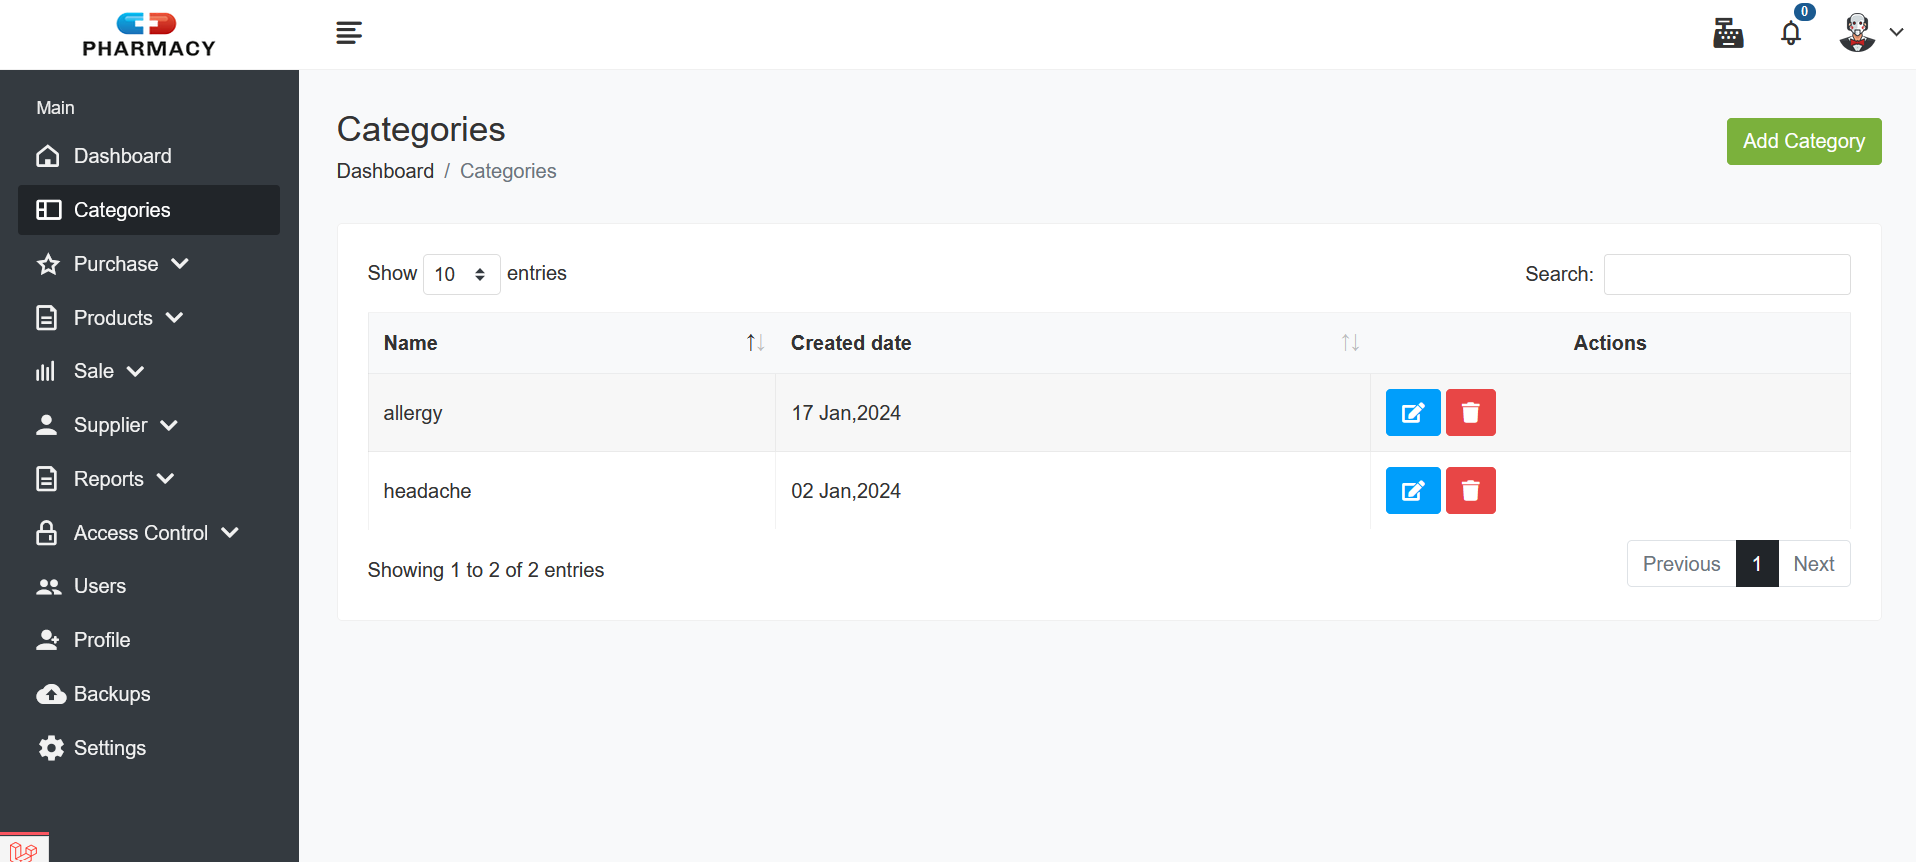 PHARMACY
0
Main
Dashboard
Categories
Purchase
Products
Sale
Supplier
Reports
Access Control
Users
Profile
Backups
Settings
Categories
Dashboard / Categories
Add Category
Show 10 entries
Search:
Name Created date Actions
allergy 17 Jan,2024
headache 02 Jan,2024
Showing 1 to 2 of 2 entries
Previous 1 Next